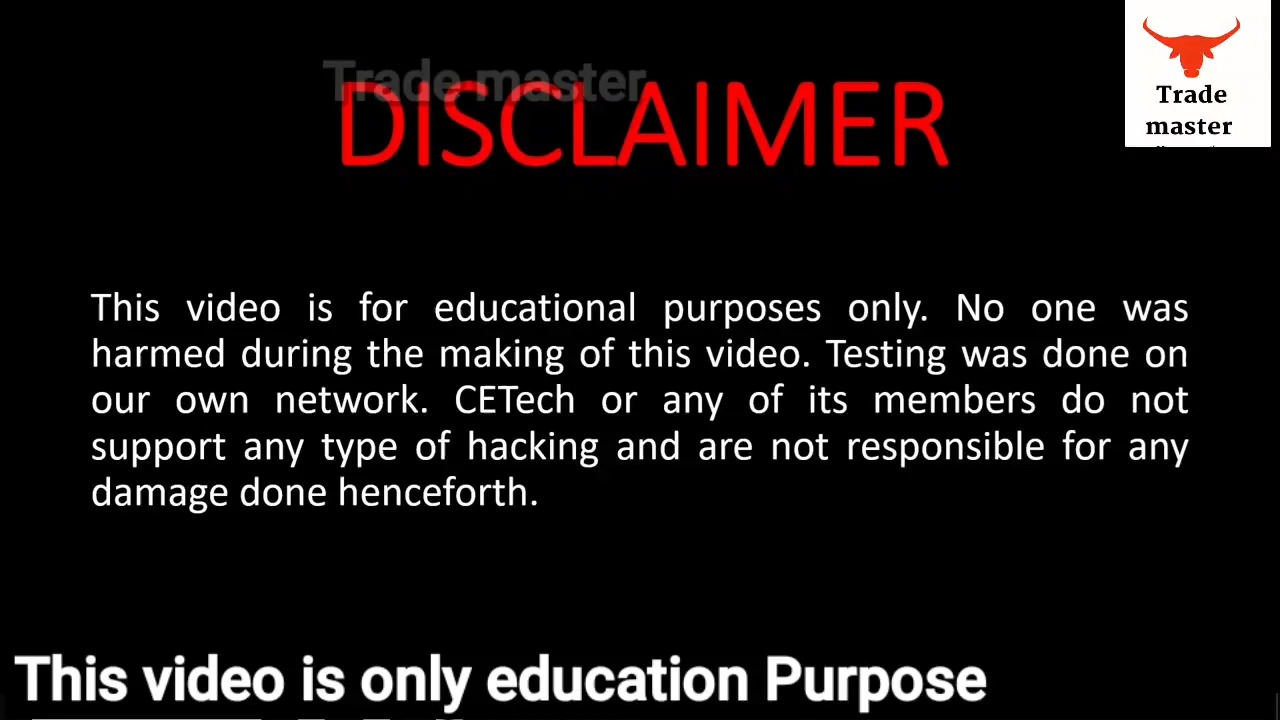 Trade master
DISCLAIMER
Trade
master
This video is for educational purposes only. No one was
harmed during the making of this video. Testing was done on
our own network. CETech or any of its members do not
support any type of hacking and are not responsible for any
damage done henceforth.
This video is only education Purpose